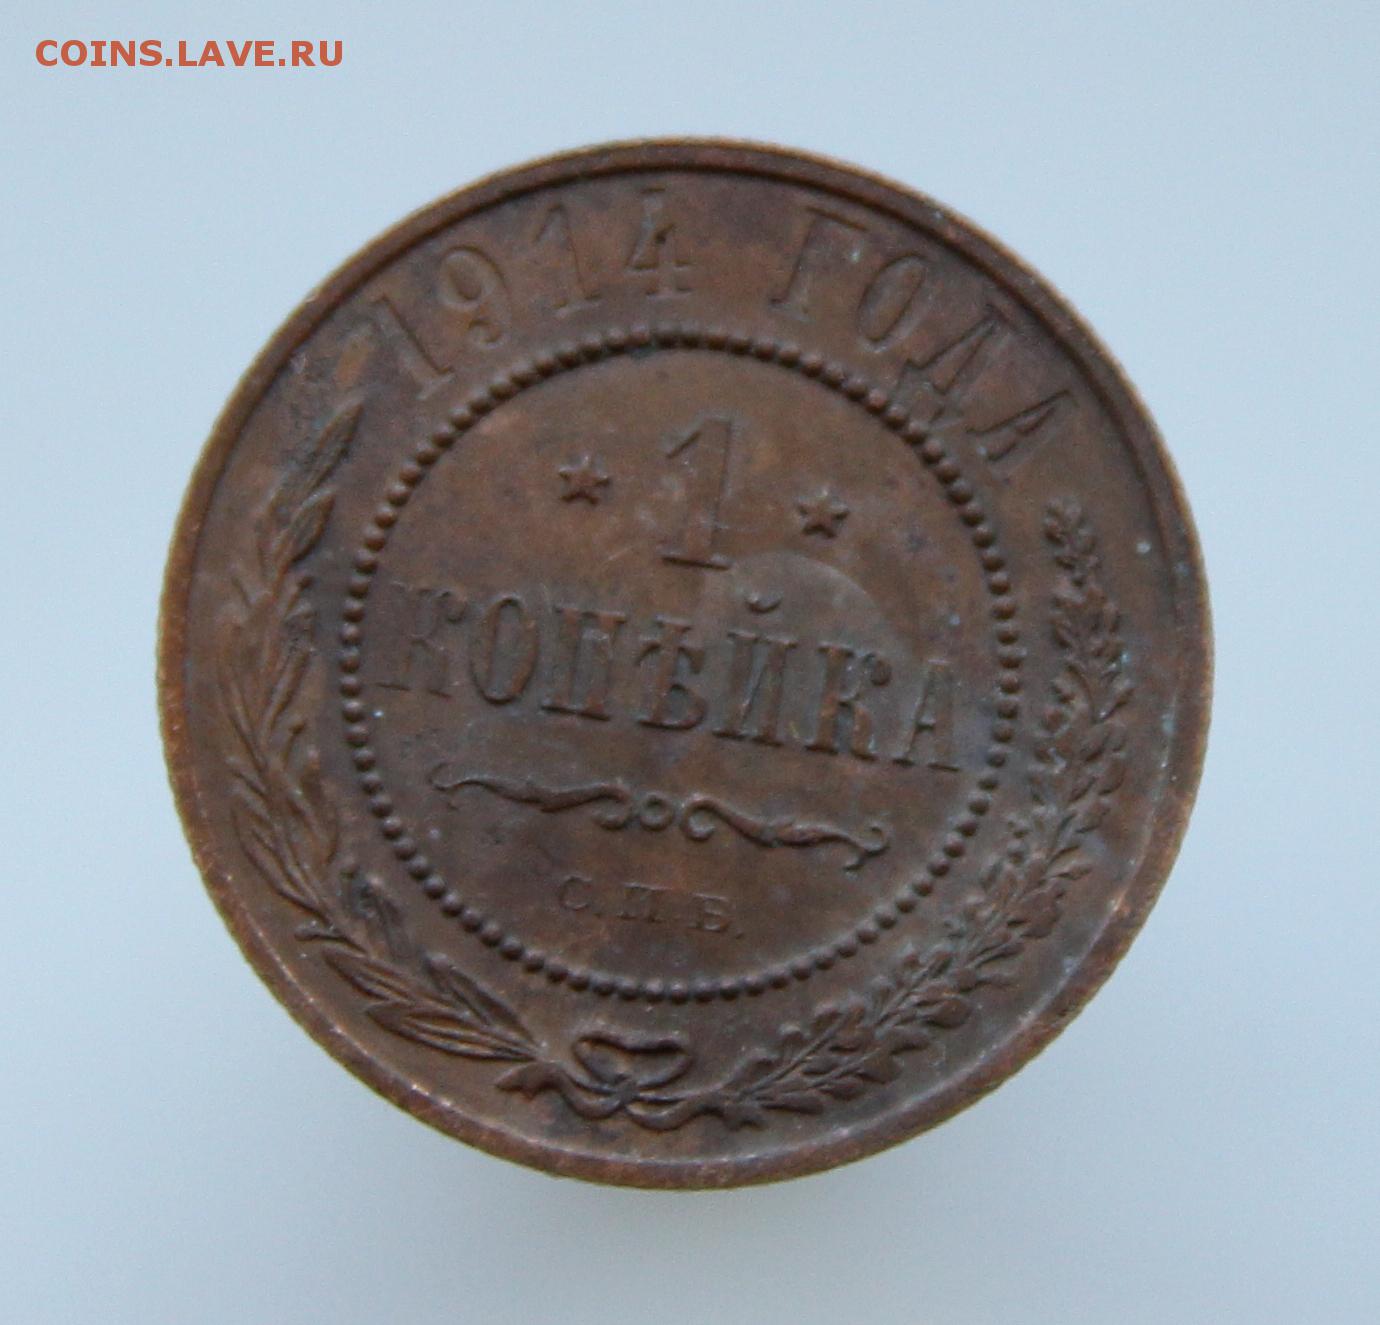 COINS.LAVE.RU
1914 ГОДА
1
КОПѢЙКА
С.П.Б.